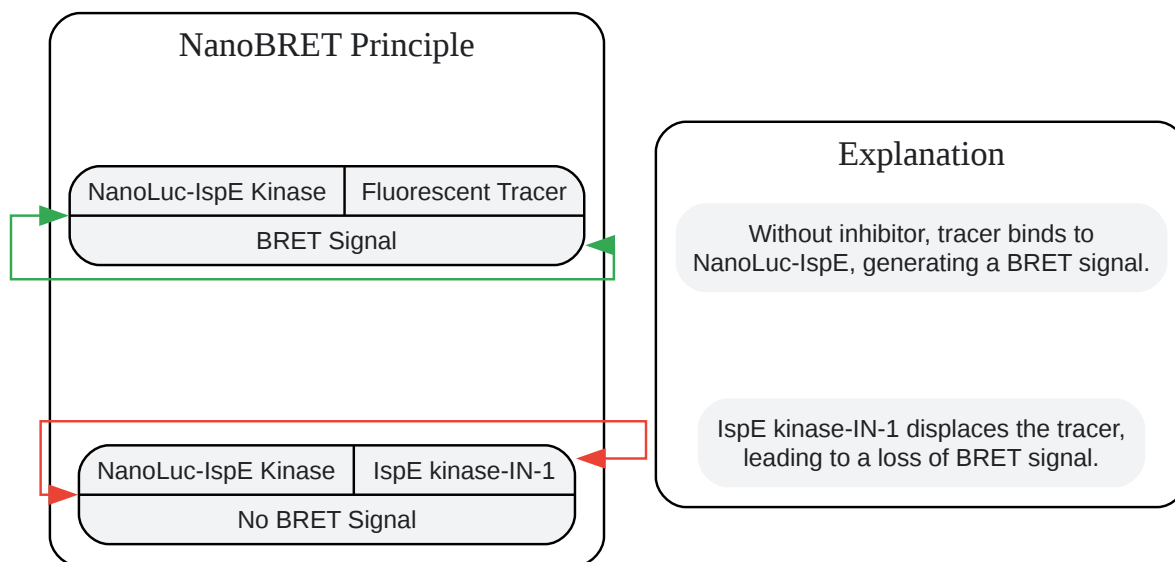 NanoBRET Principle
NanoLuc-IspE Kinase
Fluorescent Tracer
BRET Signal
NanoLuc-IspE Kinase
IspE kinase-IN-1
No BRET Signal
Explanation
Without inhibitor, tracer binds to
NanoLuc-IspE, generating a BRET signal.
IspE kinase-IN-1 displaces the tracer,
leading to a loss of BRET signal.